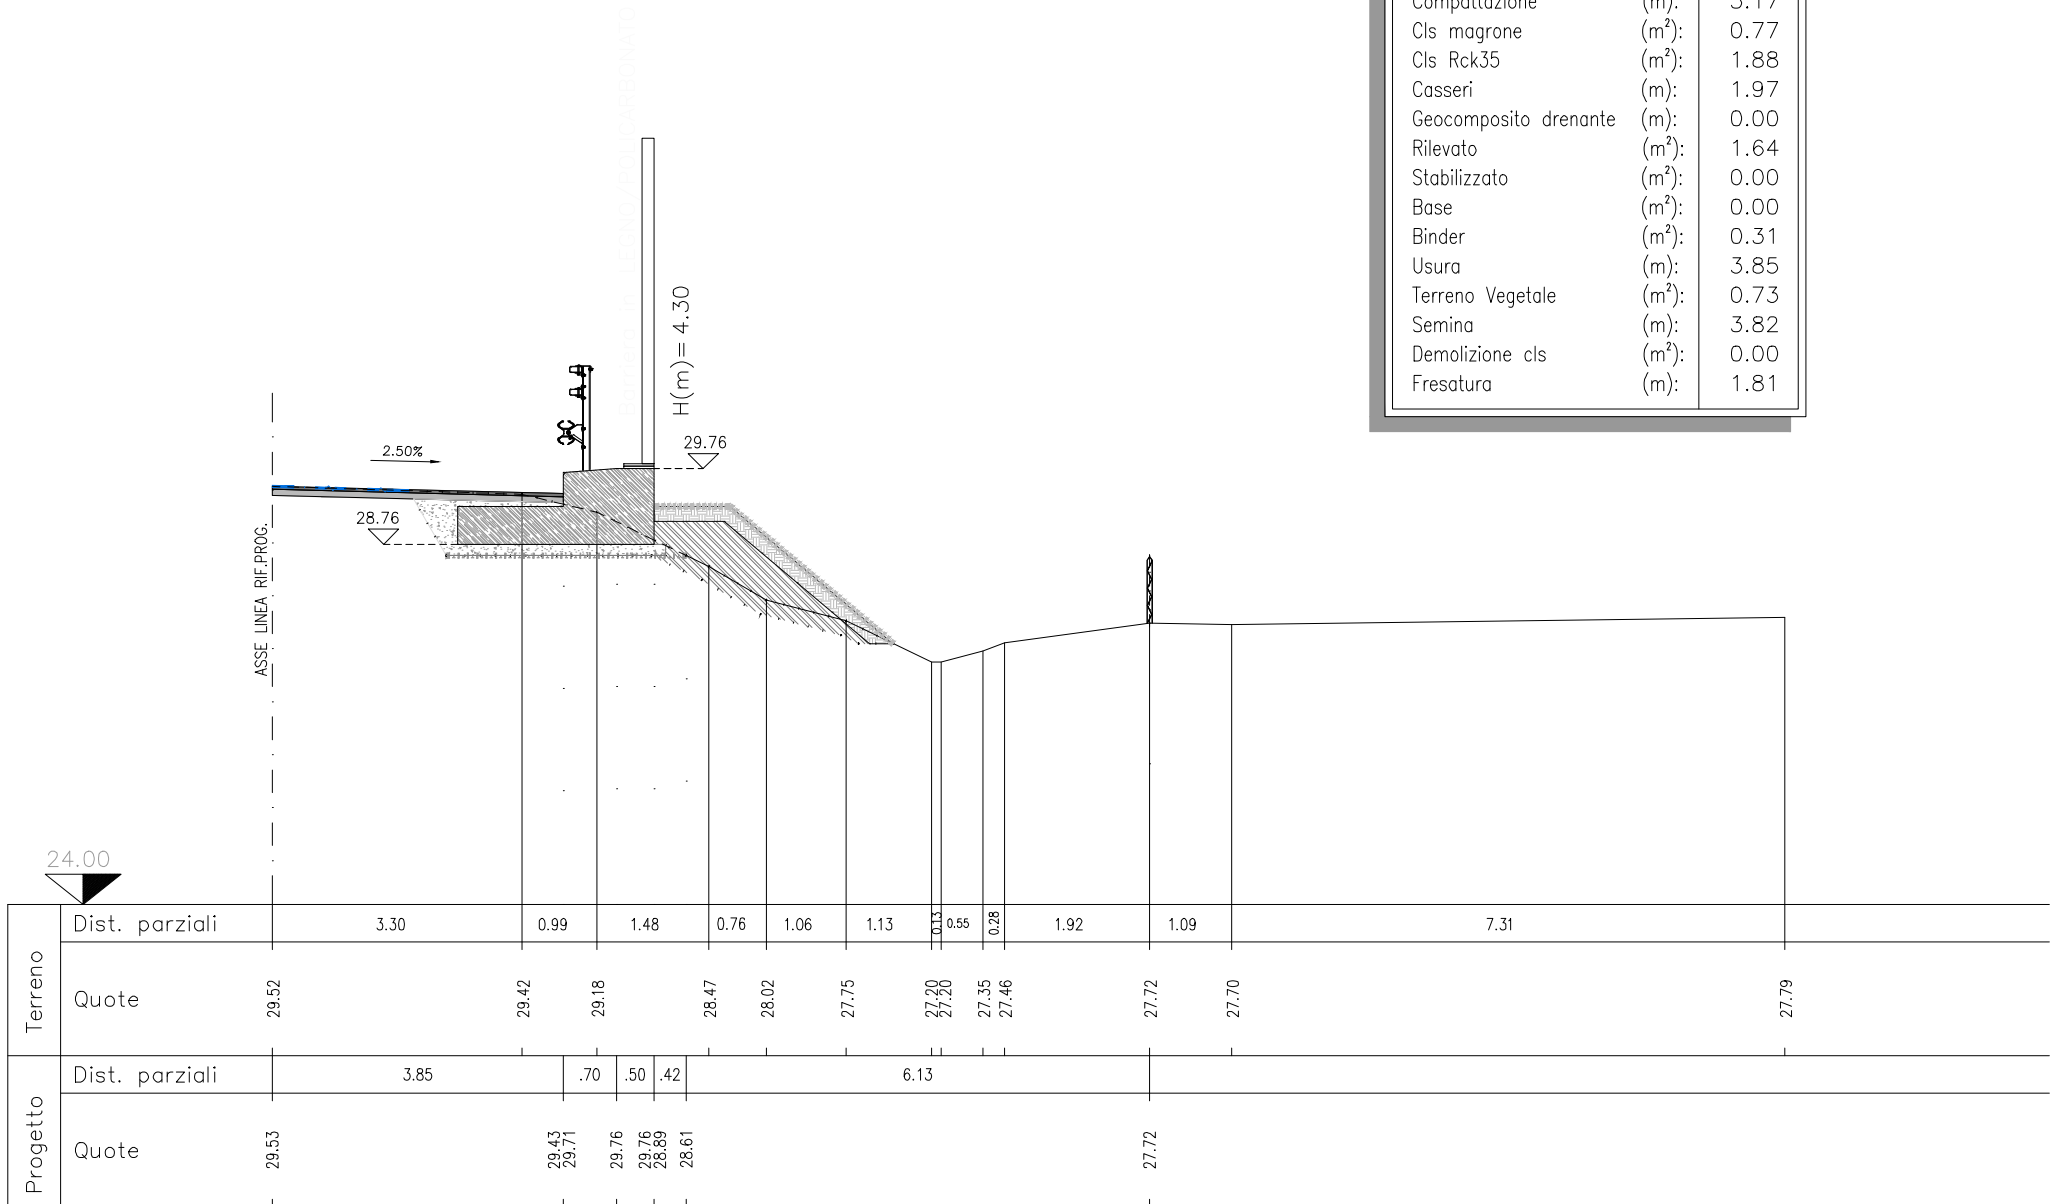 Compattazione (m): 3.17
Cls magrone (m²): 0.77
Cls Rck35 (m²): 1.88
Casseri (m): 1.97
Geocomposito drenante (m): 0.00
Rilevato (m²): 1.64
Stabilizzato (m²): 0.00
Base (m²): 0.00
Binder (m²): 0.31
Usura (m): 3.85
Terreno Vegetale (m²): 0.73
Semina (m): 3.82
Demolizione cls (m²): 0.00
Fresatura (m): 1.81
H(m)= 4.30
29.76
2.50%
28.76
ASSE LINEA RIF.PROG.
24.00
Terreno
Dist. parziali 3.30 0.99 1.48 0.76 1.06 1.13 0.13 0.55 0.28 1.92 1.09 7.31
Quote 29.52 29.42 29.18 28.47 28.02 27.75 27.20 27.20 27.35 27.46 27.72 27.70 27.79
Progetto
Dist. parziali 3.85 .70 .50 .42 6.13
Quote 29.53 29.43 29.71 29.76 29.76 28.89 28.61 27.72